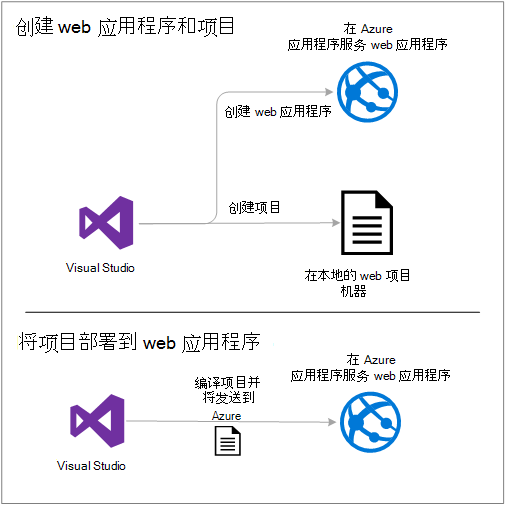 创建 web 应用程序和项目
在 Azure
应用程序服务 web 应用程序
创建 web 应用程序
创建项目
Visual Studio
在本地的 web 项目
机器
将项目部署到 web 应用程序
在 Azure
应用程序服务 web 应用程序
编译项目并
将发送到
Azure
Visual Studio